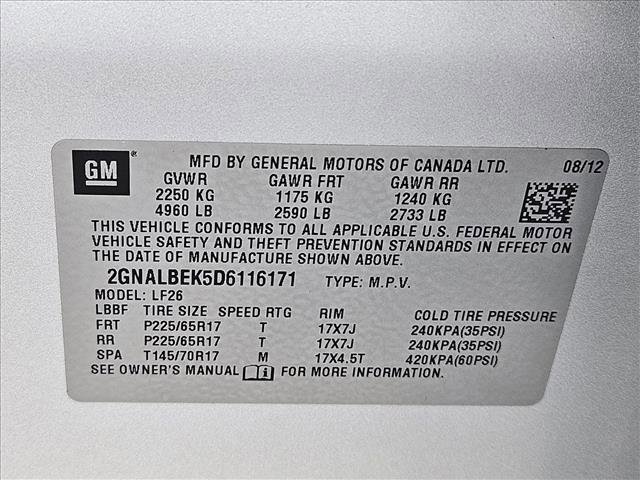 GM ®
MFD BY GENERAL MOTORS OF CANADA LTD. 08/12
GVWR GAWR FRT GAWR RR
2250 KG 1175 KG 1240 KG
4960 LB 2590 LB 2733 LB
THIS VEHICLE CONFORMS TO ALL APPLICABLE U.S. FEDERAL MOTOR
VEHICLE SAFETY AND THEFT PREVENTION STANDARDS IN EFFECT ON
THE DATE OF MANUFACTURE SHOWN ABOVE.
2GNALBEK5D6116171 TYPE: M.P.V.
MODEL: LF26
LBBF TIRE SIZE SPEED RTG RIM COLD TIRE PRESSURE
FRT P225/65R17 T 17X7J 240KPA(35PSI)
RR P225/65R17 T 17X7J 240KPA(35PSI)
SPA T145/70R17 M 17X4.5T 420KPA(60PSI)
SEE OWNER'S MANUAL FOR MORE INFORMATION.